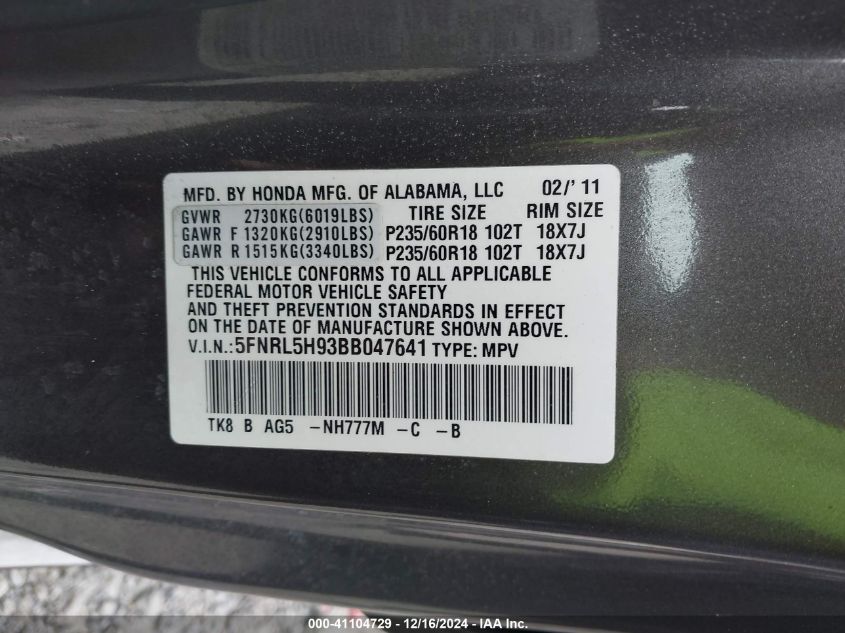 MFD. BY HONDA MFG. OF ALABAMA, LLC 02/'11
GVWR 2730KG(6019LBS) TIRE SIZE RIM SIZE
GAWR F 1320KG(2910LBS) P235/60R18 102T 18X7J
GAWR R 1515KG(3340LBS) P235/60R18 102T 18X7J
THIS VEHICLE CONFORMS TO ALL APPLICABLE
FEDERAL MOTOR VEHICLE SAFETY
AND THEFT PREVENTION STANDARDS IN EFFECT
ON THE DATE OF MANUFACTURE SHOWN ABOVE.
V.I.N.:5FNRL5H93BB047641 TYPE: MPV
TK8 B AG5 -NH777M -C -B
000-41104729 - 12/16/2024 - IAA Inc.